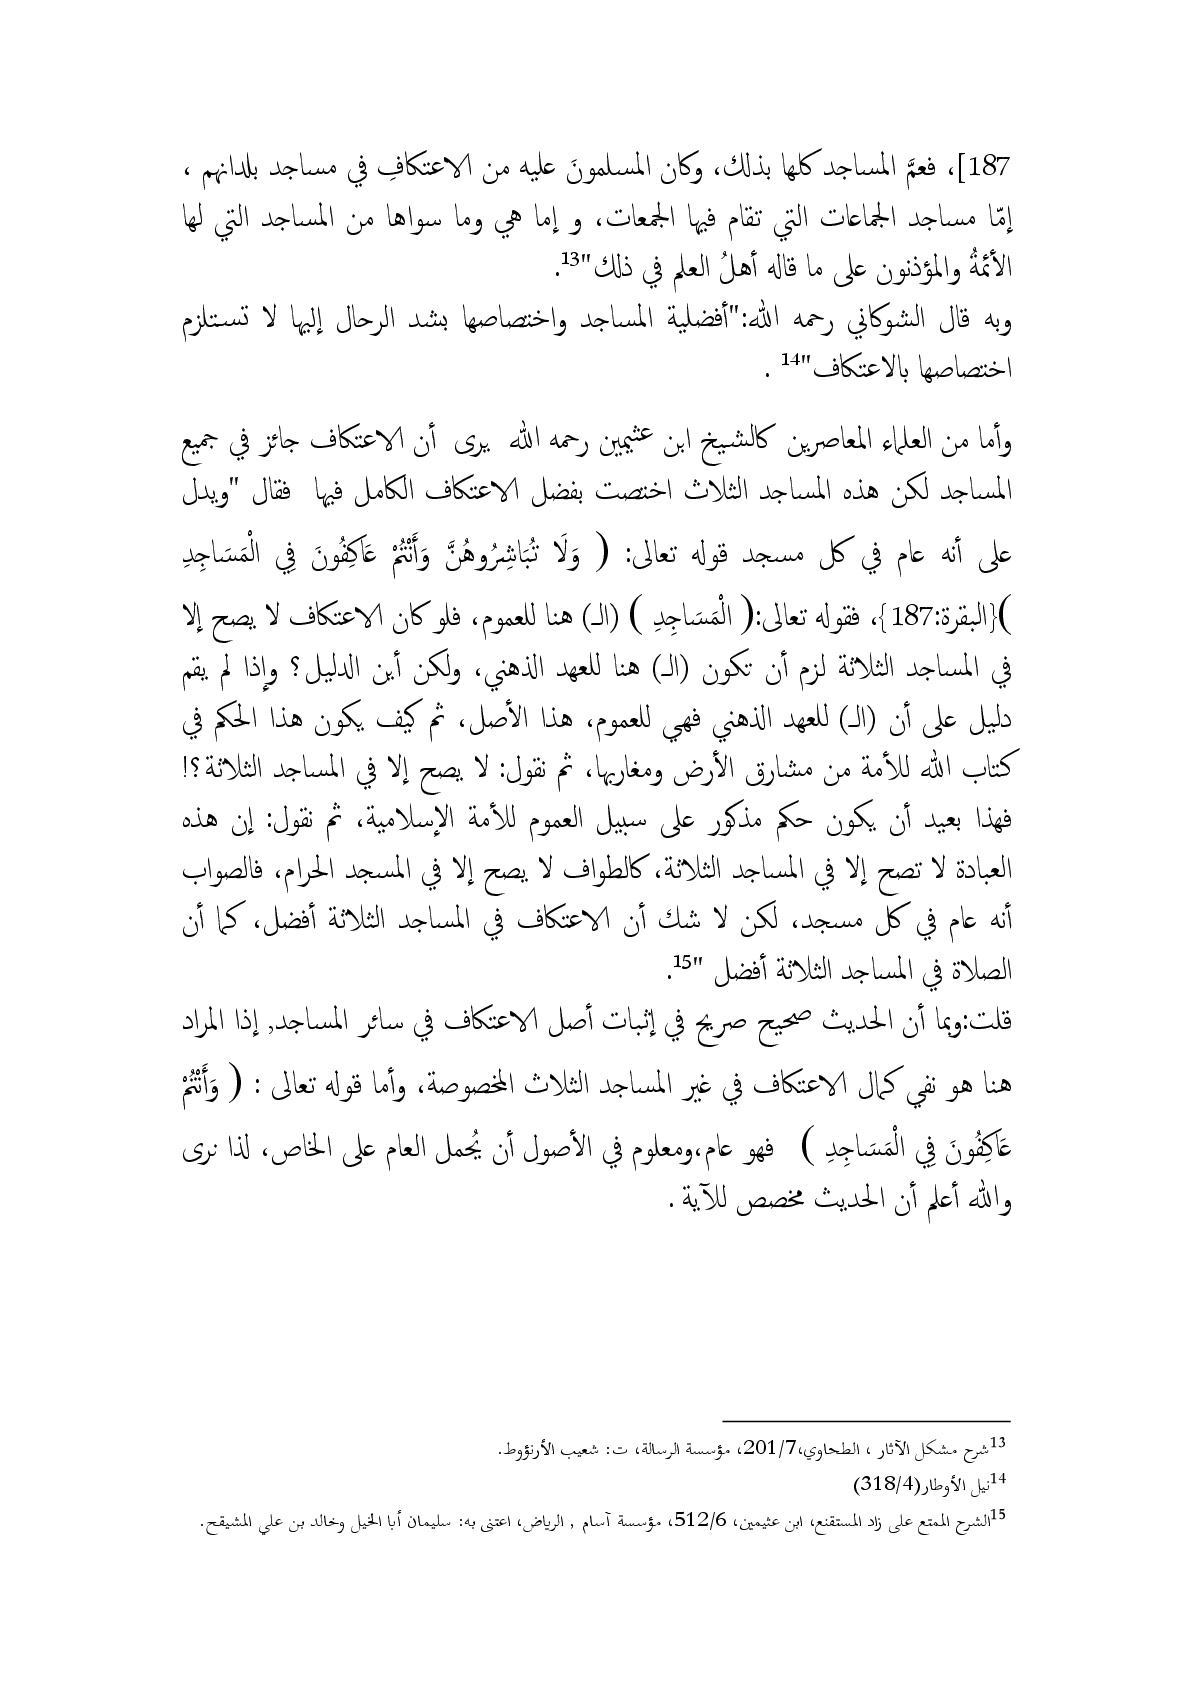 187]، فعمَّ المساجد كلها بذلك، وكان المسلمونَ عليه من الاعتكافِ في مساجد بلدانهم ،
إمّا مساجد الجماعات التي تقام فيها الجمعات، و إما هي وما سواها من المساجد التي لها
الأئمّةُ والمؤذنون على ما قاله أهلُ العلم في ذلك"13.
وبه قال الشوكاني رحمه الله:"أفضلية المساجد واختصاصها بشد الرحال إليها لا تستلزم
اختصاصها بالاعتكاف"14 .
وأما من العلماء المعاصرين كالشيخ ابن عثيمين رحمه الله يرى أن الاعتكاف جائز في جميع
المساجد لكن هذه المساجد الثلاث اختصت بفضل الاعتكاف الكامل فيها فقال "ويدل
على أنه عام في كل مسجد قوله تعالى: ( وَلَا تُبَاشِرُوهُنَّ وَأَنْتُمْ عَاكِفُونَ فِي الْمَسَاجِدِ
){البقرة:187}، فقوله تعالى:( الْمَسَاجِدِ ) (الـ) هنا للعموم، فلو كان الاعتكاف لا يصح إلا
في المساجد الثلاثة لزم أن تكون (الـ) هنا للعهد الذهني، ولكن أين الدليل؟ وإذا لم يقم
دليل على أن (الـ) للعهد الذهني فهي للعموم، هذا الأصل، ثم كيف يكون هذا الحكم في
كتاب الله للأمة من مشارق الأرض ومغاربها، ثم نقول: لا يصح إلا في المساجد الثلاثة؟!
فهذا بعيد أن يكون حكم مذكور على سبيل العموم للأمة الإسلامية، ثم نقول: إن هذه
العبادة لا تصح إلا في المساجد الثلاثة، كالطواف لا يصح إلا في المسجد الحرام، فالصواب
أنه عام في كل مسجد، لكن لا شك أن الاعتكاف في المساجد الثلاثة أفضل، كما أن
الصلاة في المساجد الثلاثة أفضل "15.
قلت:وبما أن الحديث صحيح صريح في إثبات أصل الاعتكاف في سائر المساجد, إذا المراد
هنا هو نفي كمال الاعتكاف في غير المساجد الثلاث المخصوصة، وأما قوله تعالى : ( وَأَنْتُمْ
عَاكِفُونَ فِي الْمَسَاجِدِ ) فهو عام،ومعلوم في الأصول أن يُحمل العام على الخاص، لذا نرى
والله أعلم أن الحديث مخصص للآية .
13شرح مشكل الآثار ، الطحاوي،201/7، مؤسسة الرسالة، ت: شعيب الأرنؤوط.
14نيل الأوطار(318/4)
15الشرح الممتع على زاد المستقنع، ابن عثيمين، 512/6، مؤسسة آسام , الرياض، اعتنى به: سليمان أبا الخيل وخالد بن علي المشيقح.